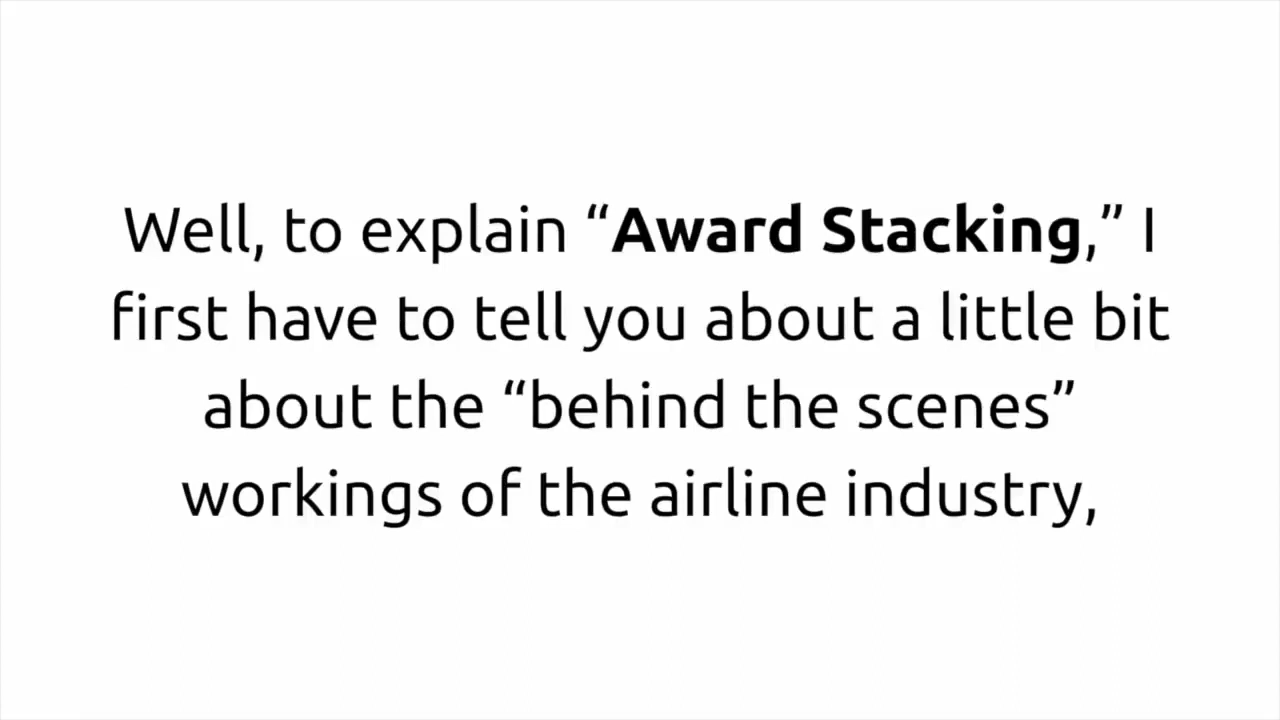 Well, to explain “Award Stacking,” I
first have to tell you about a little bit
about the “behind the scenes”
workings of the airline industry,